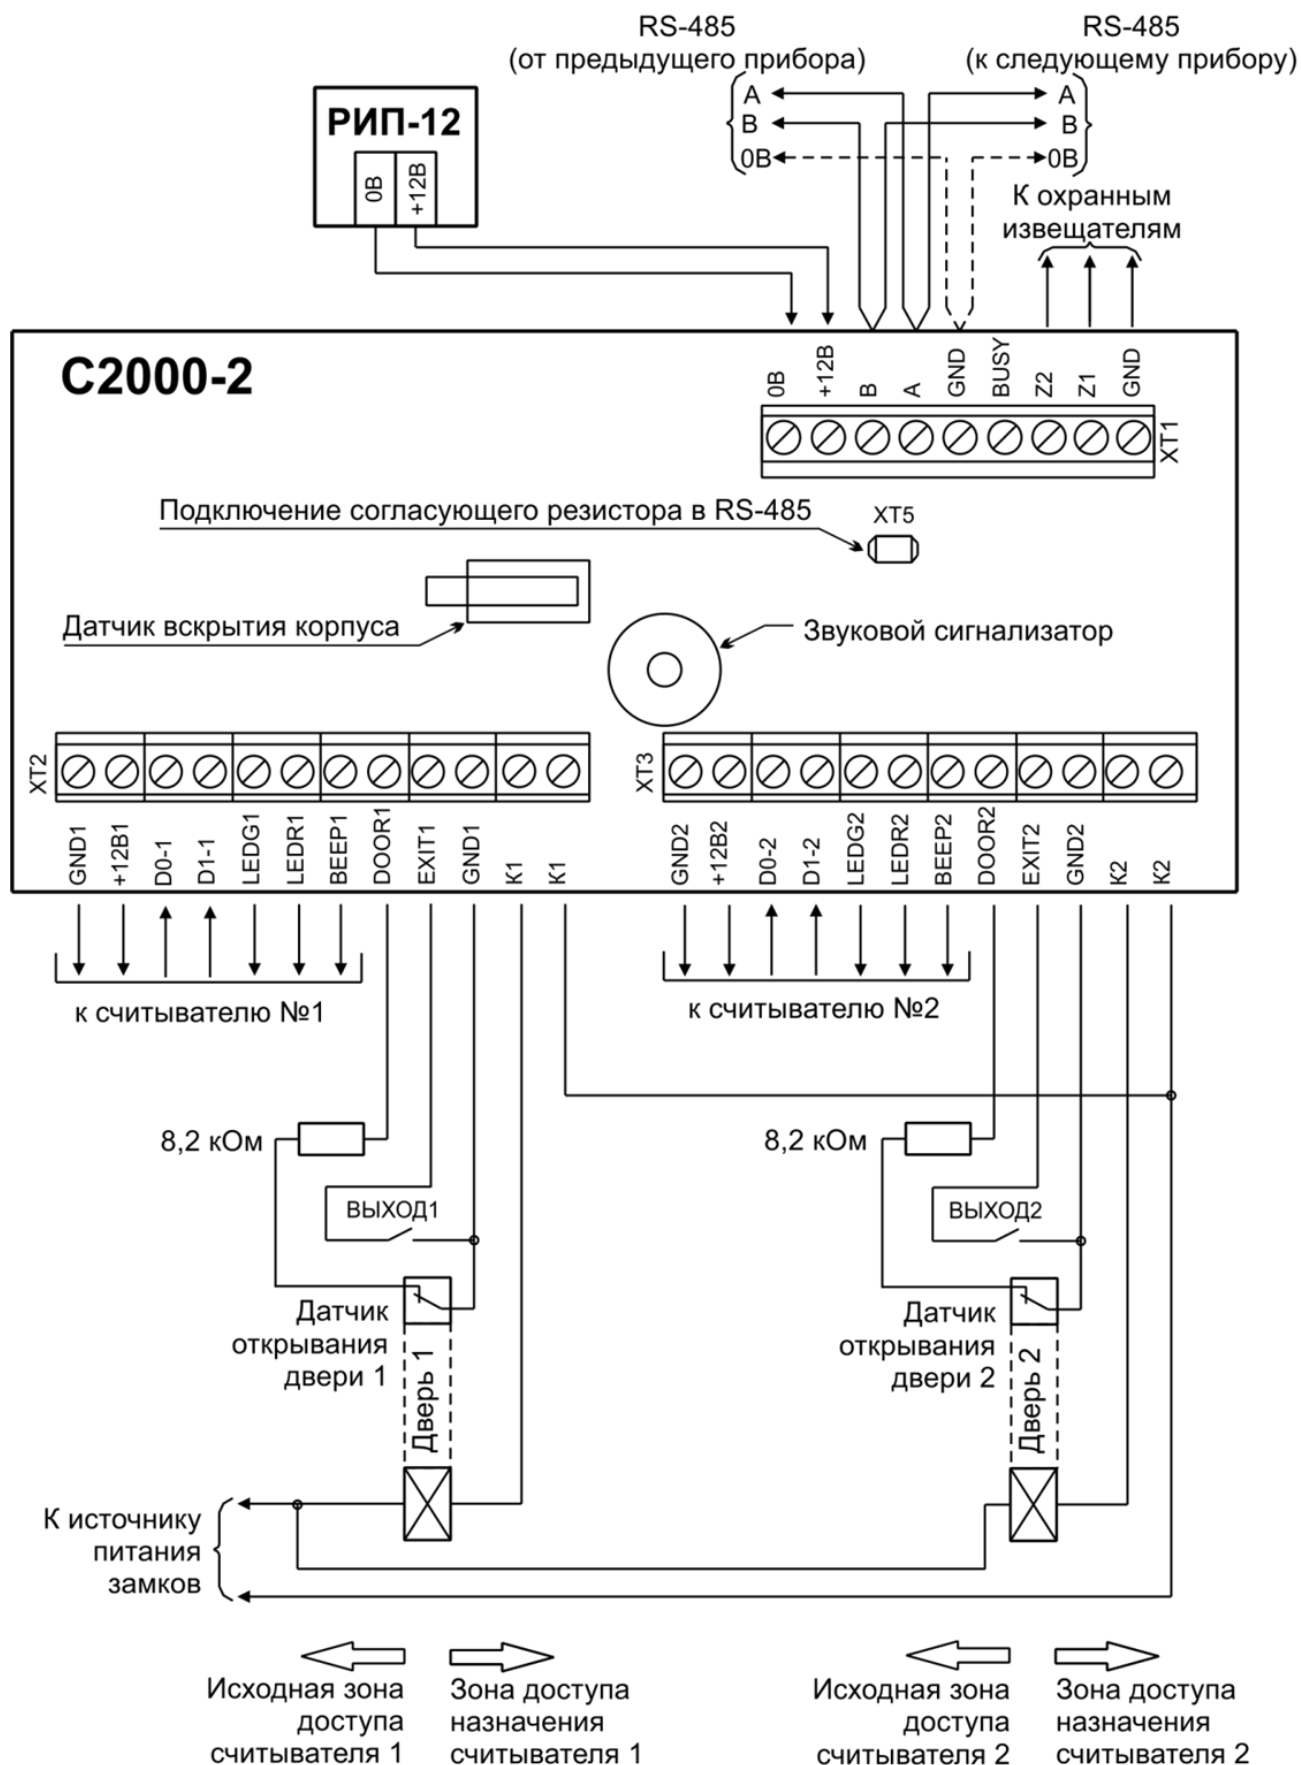 RS-485
(от предыдущего прибора)
RS-485
(к следующему прибору)
A
B
0В
A
B
0В
РИП-12
0В
+12В
К охранным
извещателям
С2000-2
0В
+12В
B
A
GND
BUSY
Z2
Z1
GND
XT1
Подключение согласующего резистора в RS-485
XT5
Датчик вскрытия корпуса
Звуковой сигнализатор
XT2
GND1
+12В1
D0-1
D1-1
LEDG1
LEDR1
BEEP1
DOOR1
EXIT1
GND1
К1
К1
XT3
GND2
+12В2
D0-2
D1-2
LEDG2
LEDR2
BEEP2
DOOR2
EXIT2
GND2
К2
К2
к считывателю №1
к считывателю №2
8,2 кОм
8,2 кОм
ВЫХОД1
ВЫХОД2
Датчик
открывания
двери 1
Дверь 1
Датчик
открывания
двери 2
Дверь 2
К источнику
питания
замков
Исходная зона
доступа
считывателя 1
Зона доступа
назначения
считывателя 1
Исходная зона
доступа
считывателя 2
Зона доступа
назначения
считывателя 2